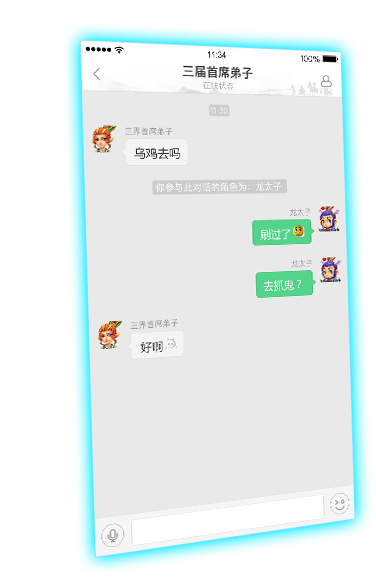 11:34
100%
三届首席弟子
在线状态
11:33
三界首席弟子
乌鸡去吗
你参与此对话的角色为：龙太子
龙太子
刷过了
龙太子
去抓鬼？
三界首席弟子
好啊